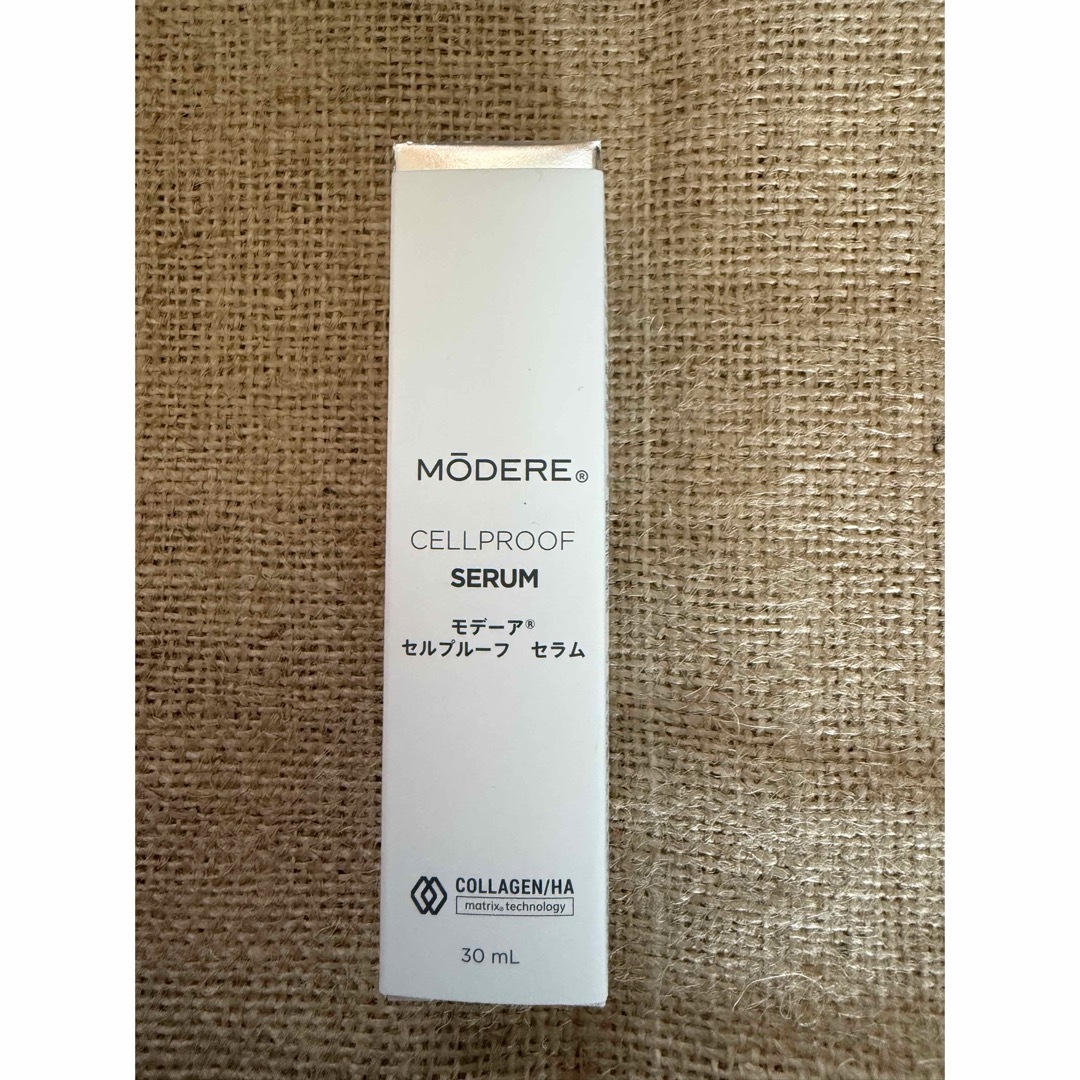 MŌDERE®
CELLPROOF
SERUM
モデーア®
セルプルーフ　セラム
COLLAGEN/HA
matrix® technology
30 mL